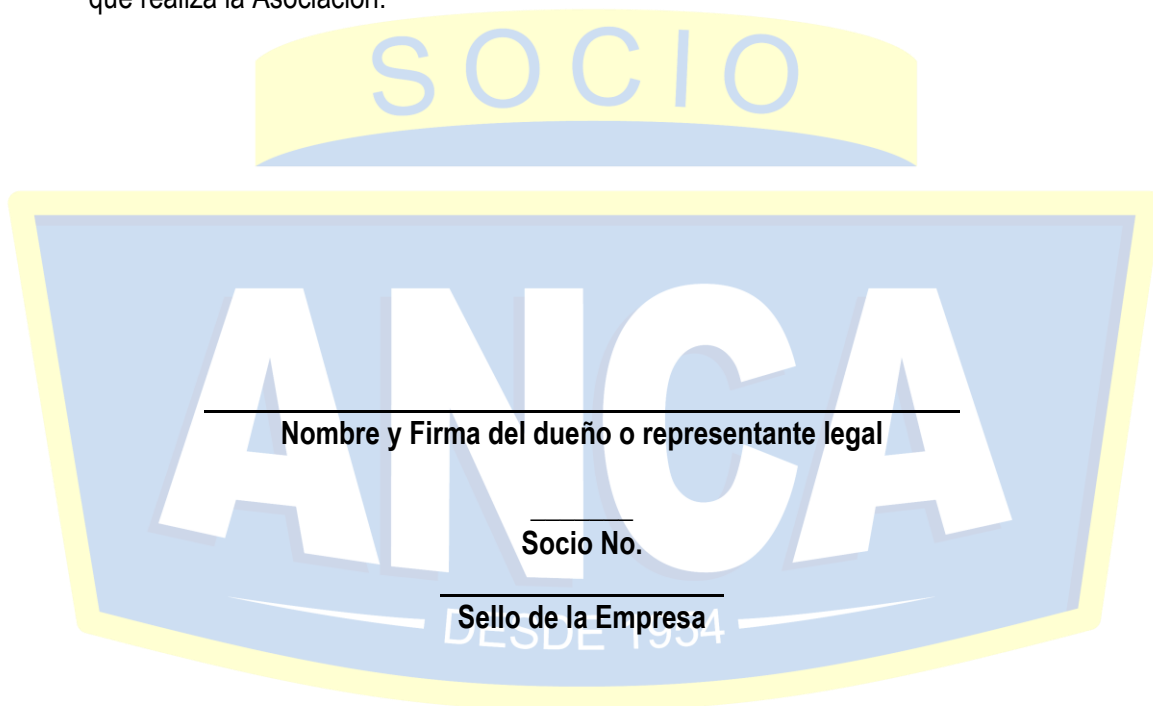 que realiza la Asociación.
SOCIO
ANCA
Nombre y Firma del dueño o representante legal
Socio No.
Sello de la Empresa
DESDE 1954